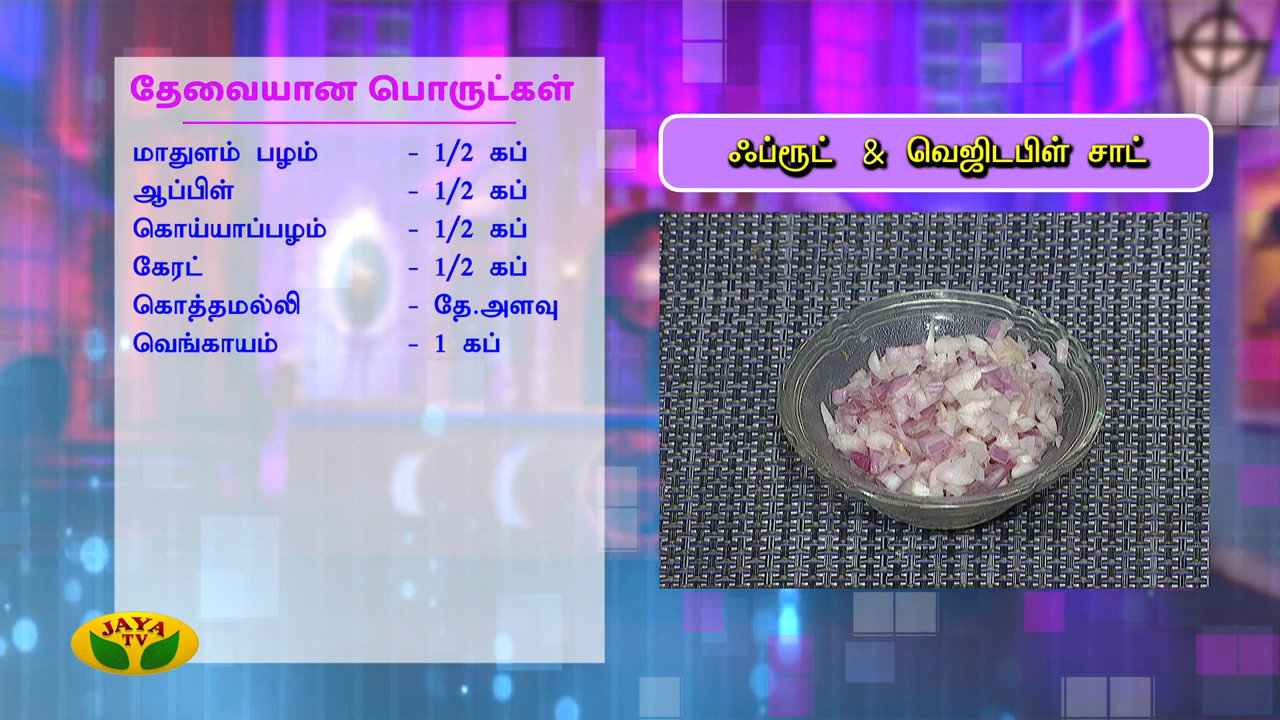 தேவையான பொருட்கள்
மாதுளம் பழம் - 1/2 கப்
ஆப்பிள் - 1/2 கப்
கொய்யாப்பழம் - 1/2 கப்
கேரட் - 1/2 கப்
கொத்தமல்லி - தே.அளவு
வெங்காயம் - 1 கப்
ஃப்ரூட் & வெஜிடபிள் சாட்
JAYA
TV